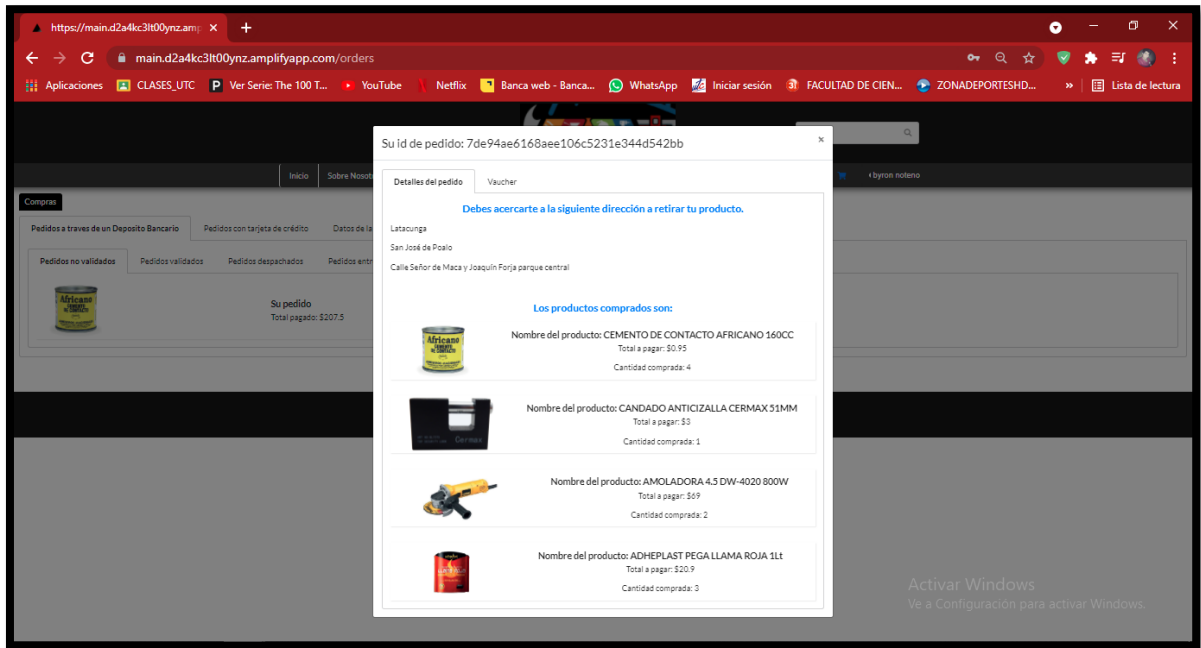 https://main.d2a4kc3lt00ynz.amp
main.d2a4kc3lt00ynz.amplifyapp.com/orders
Aplicaciones CLASES_UTC Ver Serie: The 100 T... YouTube Netflix Banca web - Banca... WhatsApp Iniciar sesión FACULTAD DE CIEN... ZONADEPORTESHD... » Lista de lectura
Su id de pedido: 7de94ae6168aee106c5231e344d542bb ×
Inicio Sobre Nosot byron noteno
Detalles del pedido Vaucher
Compras
Debes acercarte a la siguiente dirección a retirar tu producto.
Pedidos a traves de un Deposito Bancario Pedidos con tarjeta de crédito Datos de la
Latacunga
San José de Poalo
Pedidos no validados Pedidos validados Pedidos despachados Pedidos entr
Calle Señor de Maca y Joaquín Forja parque central
Su pedido
Total pagado: $207.5
Los productos comprados son:
Africano
CEMENTO
DE CONTACTO
Nombre del producto: CEMENTO DE CONTACTO AFRICANO 160CC
Total a pagar: $0.95
Cantidad comprada: 4
Nombre del producto: CANDADO ANTICIZALLA CERMAX 51MM
Total a pagar: $3
Cantidad comprada: 1
Cermax
Nombre del producto: AMOLADORA 4.5 DW-4020 800W
Total a pagar: $69
Cantidad comprada: 2
Nombre del producto: ADHEPLAST PEGA LLAMA ROJA 1Lt
Total a pagar: $20.9
Cantidad comprada: 3
Activar Windows
Ve a Configuración para activar Windows.